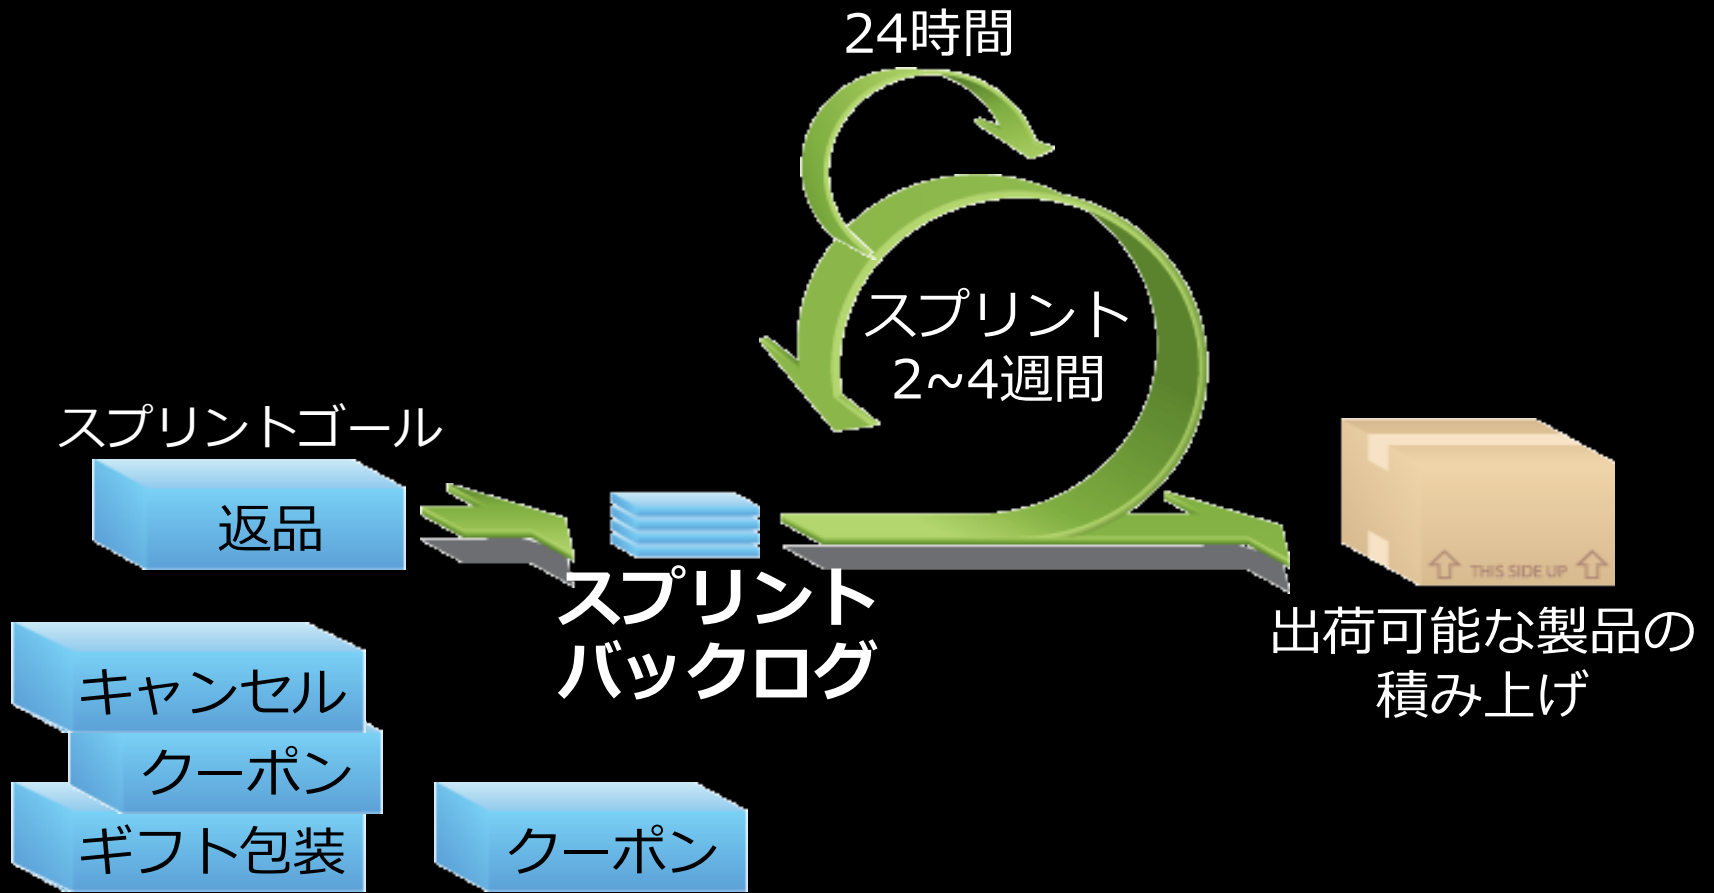 24時間
スプリント
2~4週間
スプリントゴール
返品
スプリント
バックログ
THIS SIDE UP
出荷可能な製品の
積み上げ
キャンセル
クーポン
ギフト包装
クーポン